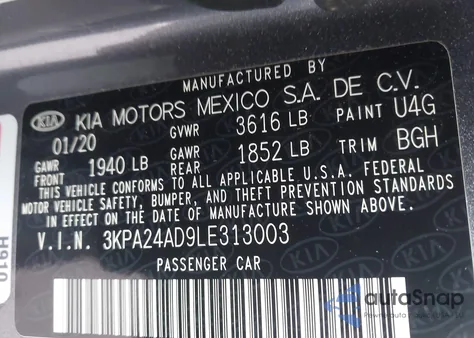 MANUFACTURED BY
KIA KIA MOTORS MEXICO S.A. DE C.V.
01/20 GVWR 3616 LB PAINT U4G
GAWR FRONT 1940 LB GAWR REAR 1852 LB TRIM BGH
THIS VEHICLE CONFORMS TO ALL APPLICABLE U.S.A. FEDERAL
MOTOR VEHICLE SAFETY, BUMPER, AND THEFT PREVENTION STANDARDS
IN EFFECT ON THE DATE OF MANUFACTURE SHOWN ABOVE.
V.I.N. 3KPA24AD9LE313003
PASSENGER CAR
H910
autoSnap